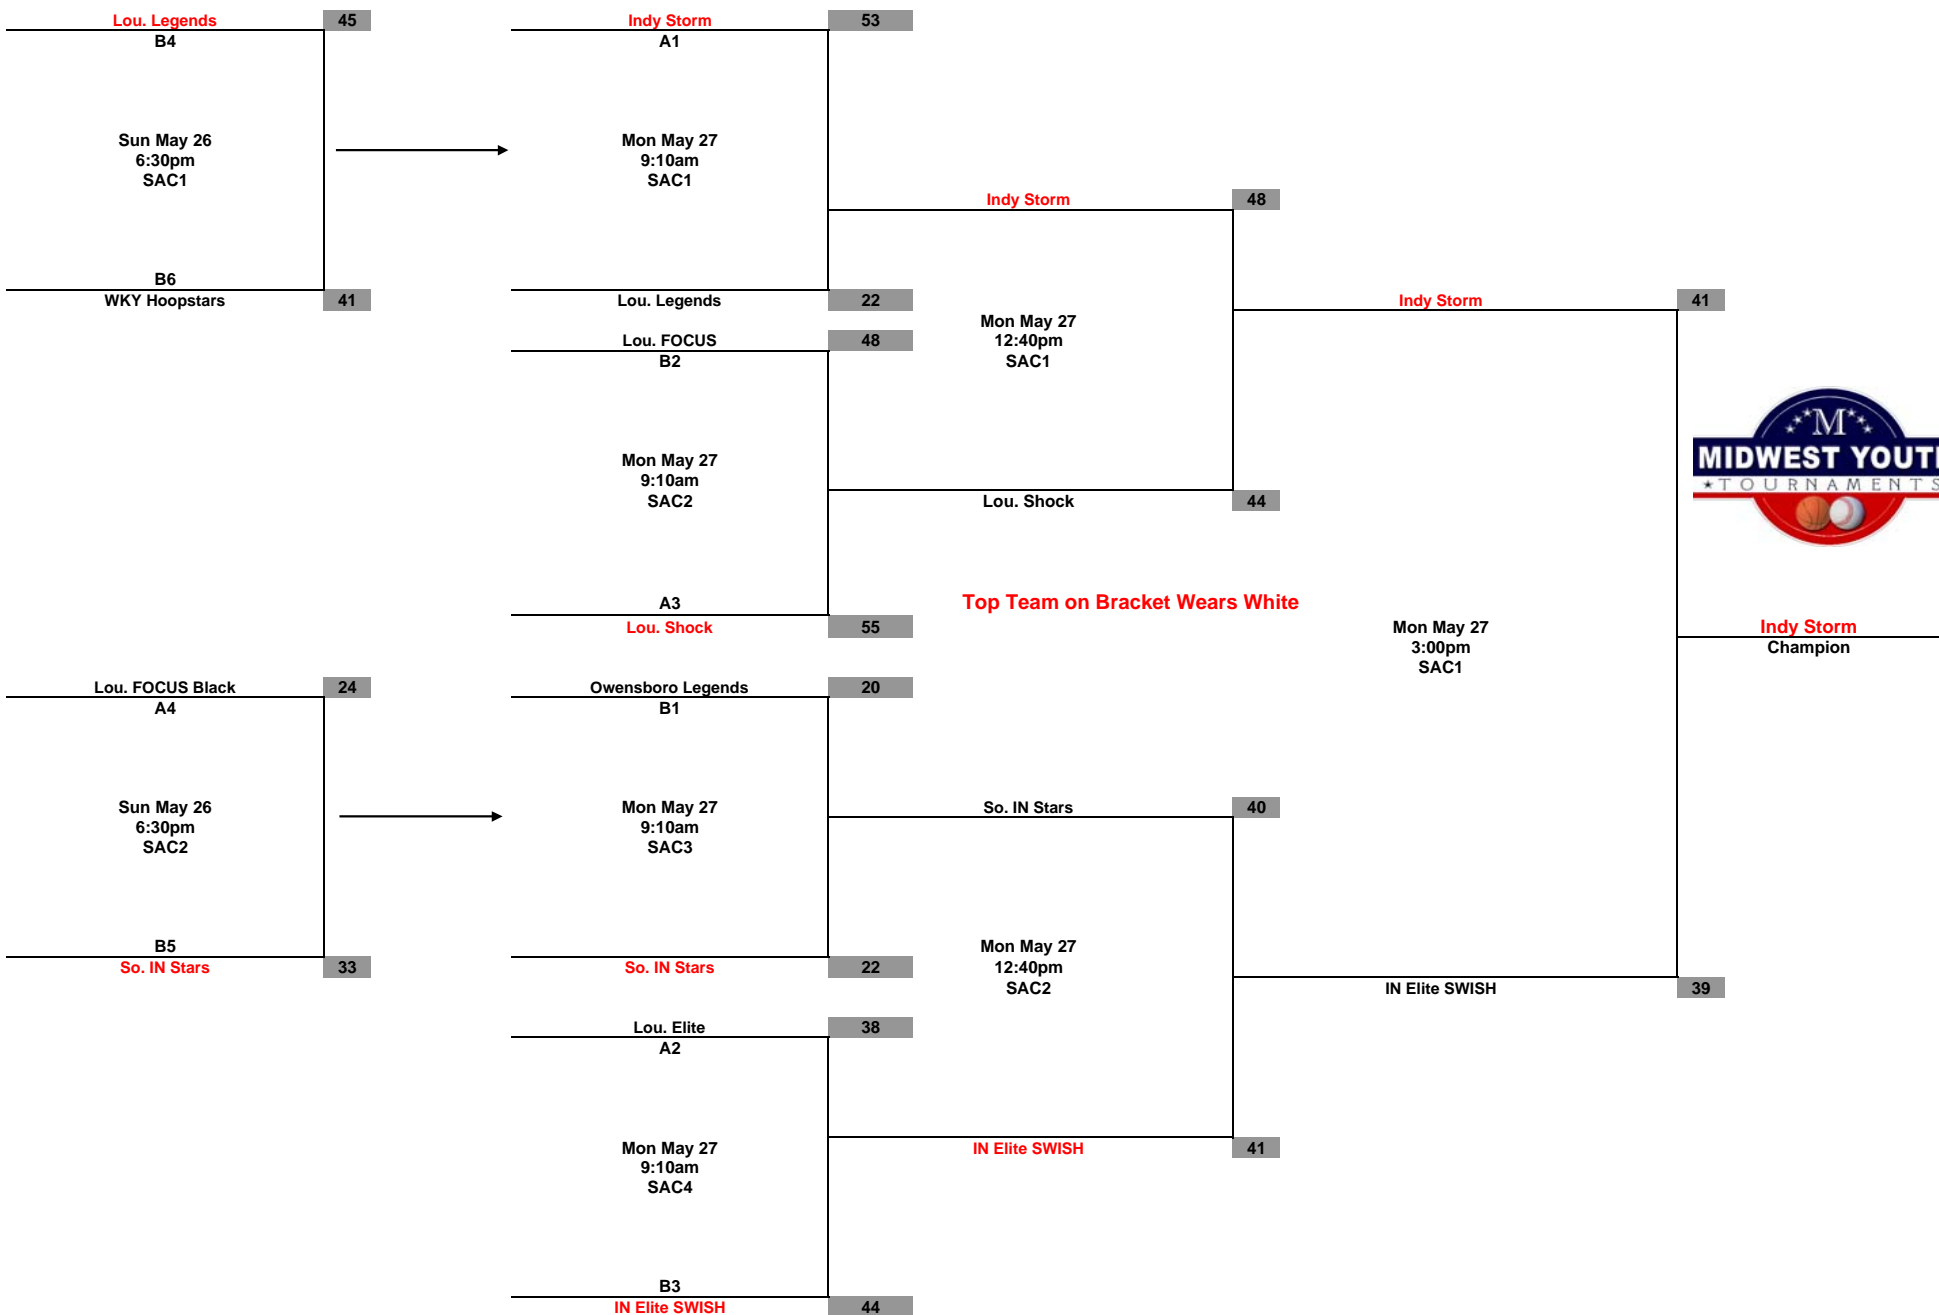 Lou. Legends 45
B4
Sun May 26
6:30pm
SAC1
B6
WKY Hoopstars 41
Indy Storm 53
A1
Mon May 27
9:10am
SAC1
Lou. Legends 22
Lou. FOCUS 48
B2
Mon May 27
9:10am
SAC2
A3
Lou. Shock 55
Indy Storm 48
Mon May 27
12:40pm
SAC1
Lou. Shock 44
Top Team on Bracket Wears White
Indy Storm 41
Mon May 27
3:00pm
SAC1
IN Elite SWISH 39
M
MIDWEST YOUTH
TOURNAMENTS
Indy Storm
Champion
Lou. FOCUS Black 24
A4
Sun May 26
6:30pm
SAC2
B5
So. IN Stars 33
Owensboro Legends 20
B1
Mon May 27
9:10am
SAC3
So. IN Stars 22
Lou. Elite 38
A2
Mon May 27
9:10am
SAC4
B3
IN Elite SWISH 44
So. IN Stars 40
Mon May 27
12:40pm
SAC2
IN Elite SWISH 41